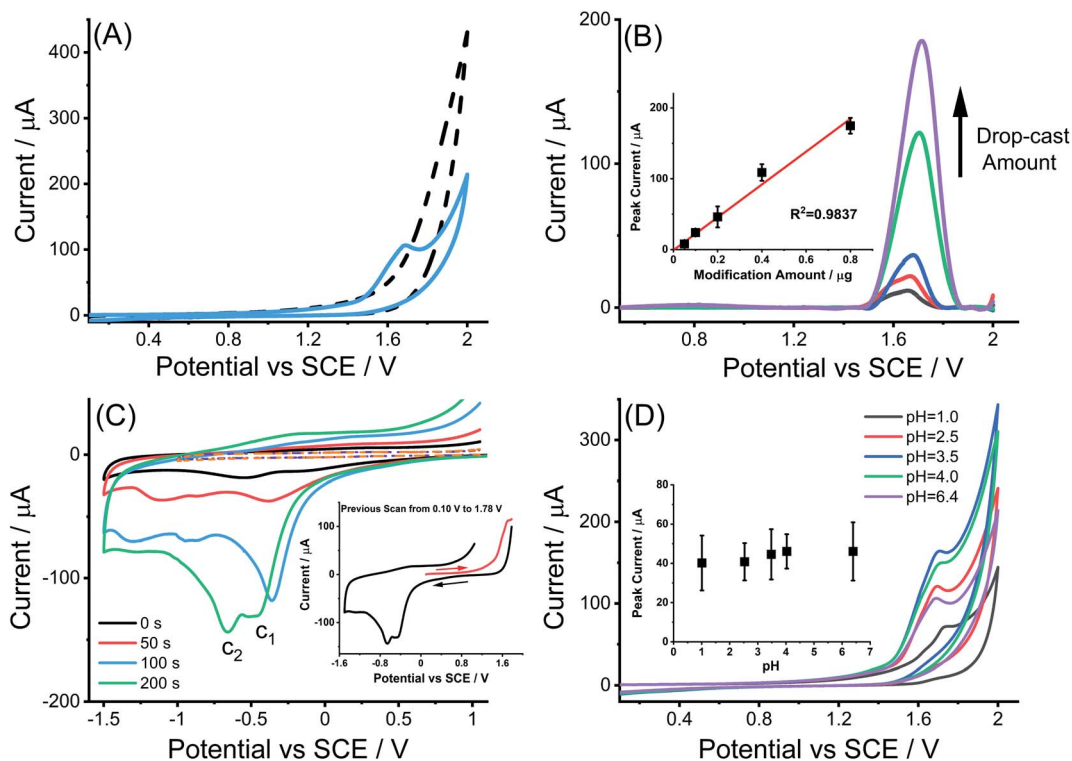 (A)
400
300
200
100
0
Current / μA
0.4
0.8
1.2
1.6
2
Potential vs SCE / V
(B)
200
100
0
Current / μA
0.8
1.2
1.6
2
Potential vs SCE / V
Drop-cast
Amount
200
100
0
Peak Current / μA
0.0
0.2
0.4
0.6
0.8
Modification Amount / μg
R²=0.9837
(C)
0
-50
-100
-200
Current / μA
-1.5
-1
-0.5
0
0.5
1
Potential vs SCE / V
0 s
50 s
100 s
200 s
c₂
c₁
Previous Scan from 0.10 V to 1.78 V
100
0
-100
Current / μA
-1.6
-0.8
0
0.8
1.6
Potential vs SCE / V
(D)
300
200
100
0
Current / μA
0.4
0.8
1.2
1.6
2
Potential vs SCE / V
pH=1.0
pH=2.5
pH=3.5
pH=4.0
pH=6.4
80
60
40
20
0
Peak Current / μA
0
1
2
3
4
5
6
7
pH